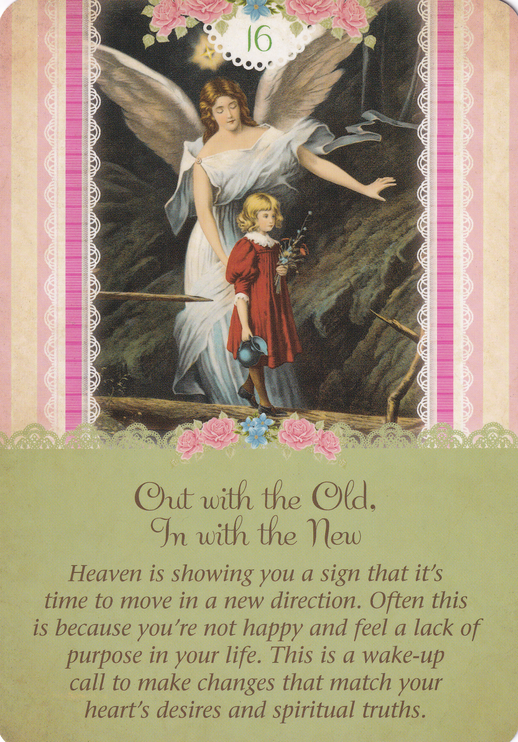 16
Out with the Old,
In with the New
Heaven is showing you a sign that it's
time to move in a new direction. Often this
is because you're not happy and feel a lack of
purpose in your life. This is a wake-up
call to make changes that match your
heart's desires and spiritual truths.